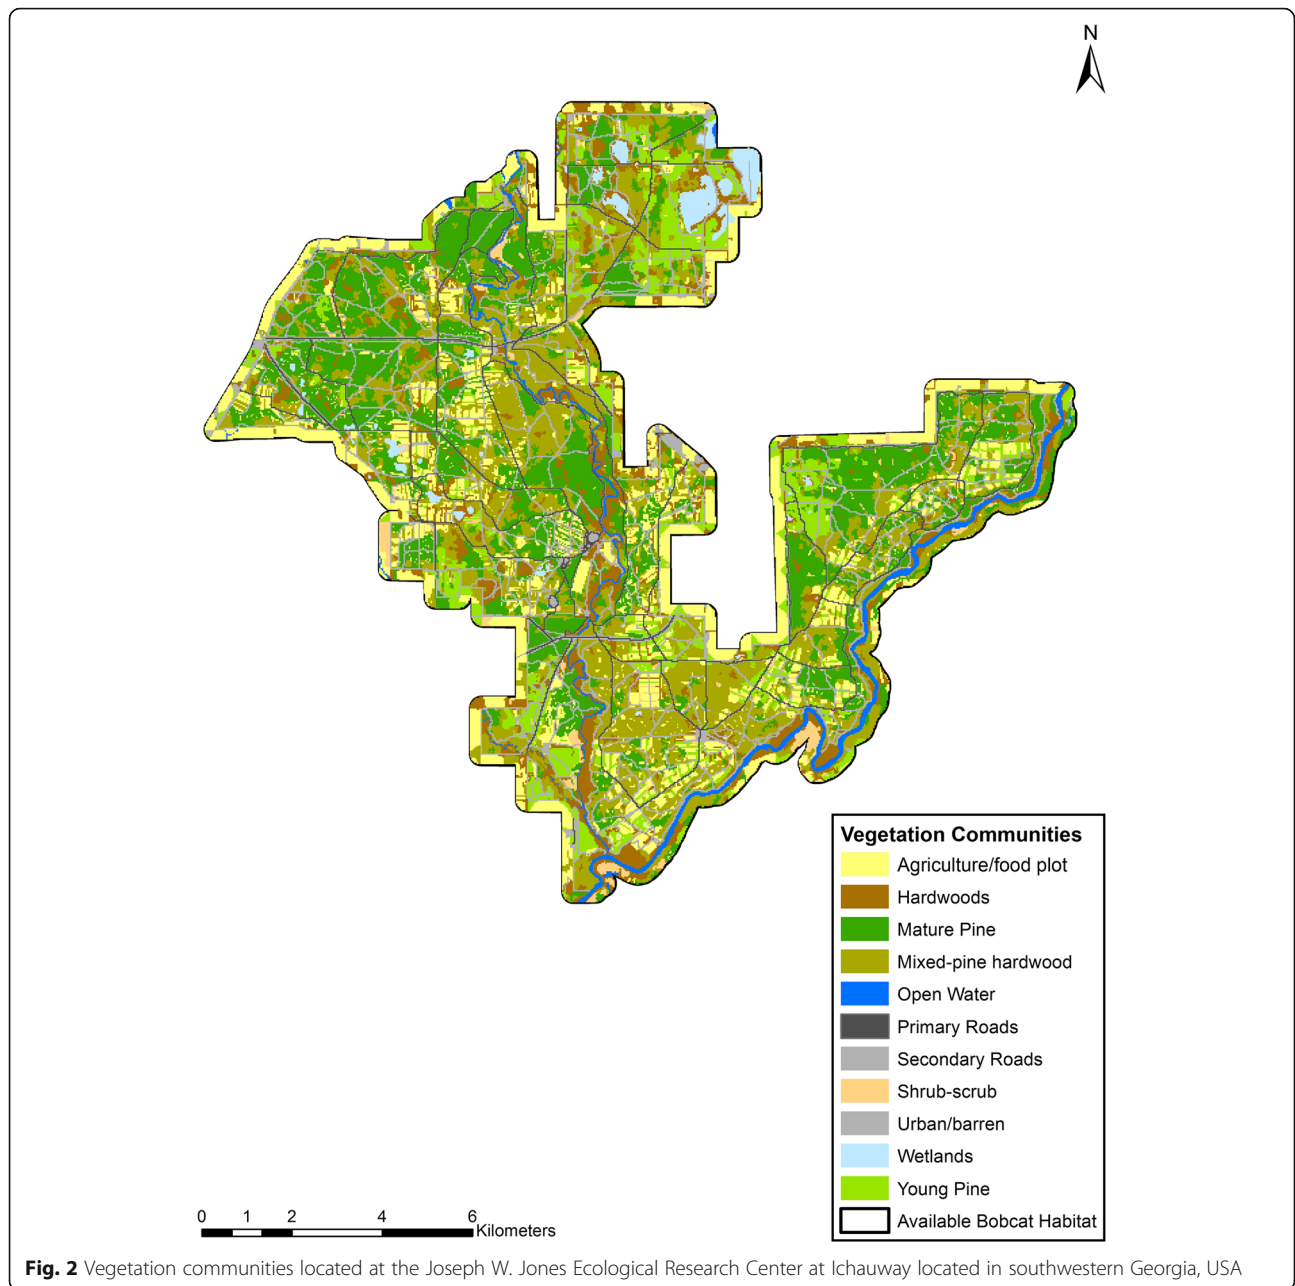 N
Vegetation Communities
Agriculture/food plot
Hardwoods
Mature Pine
Mixed-pine hardwood
Open Water
Primary Roads
Secondary Roads
Shrub-scrub
Urban/barren
Wetlands
Young Pine
Available Bobcat Habitat
0 1 2 4 6
Kilometers
Fig. 2 Vegetation communities located at the Joseph W. Jones Ecological Research Center at Ichauway located in southwestern Georgia, USA